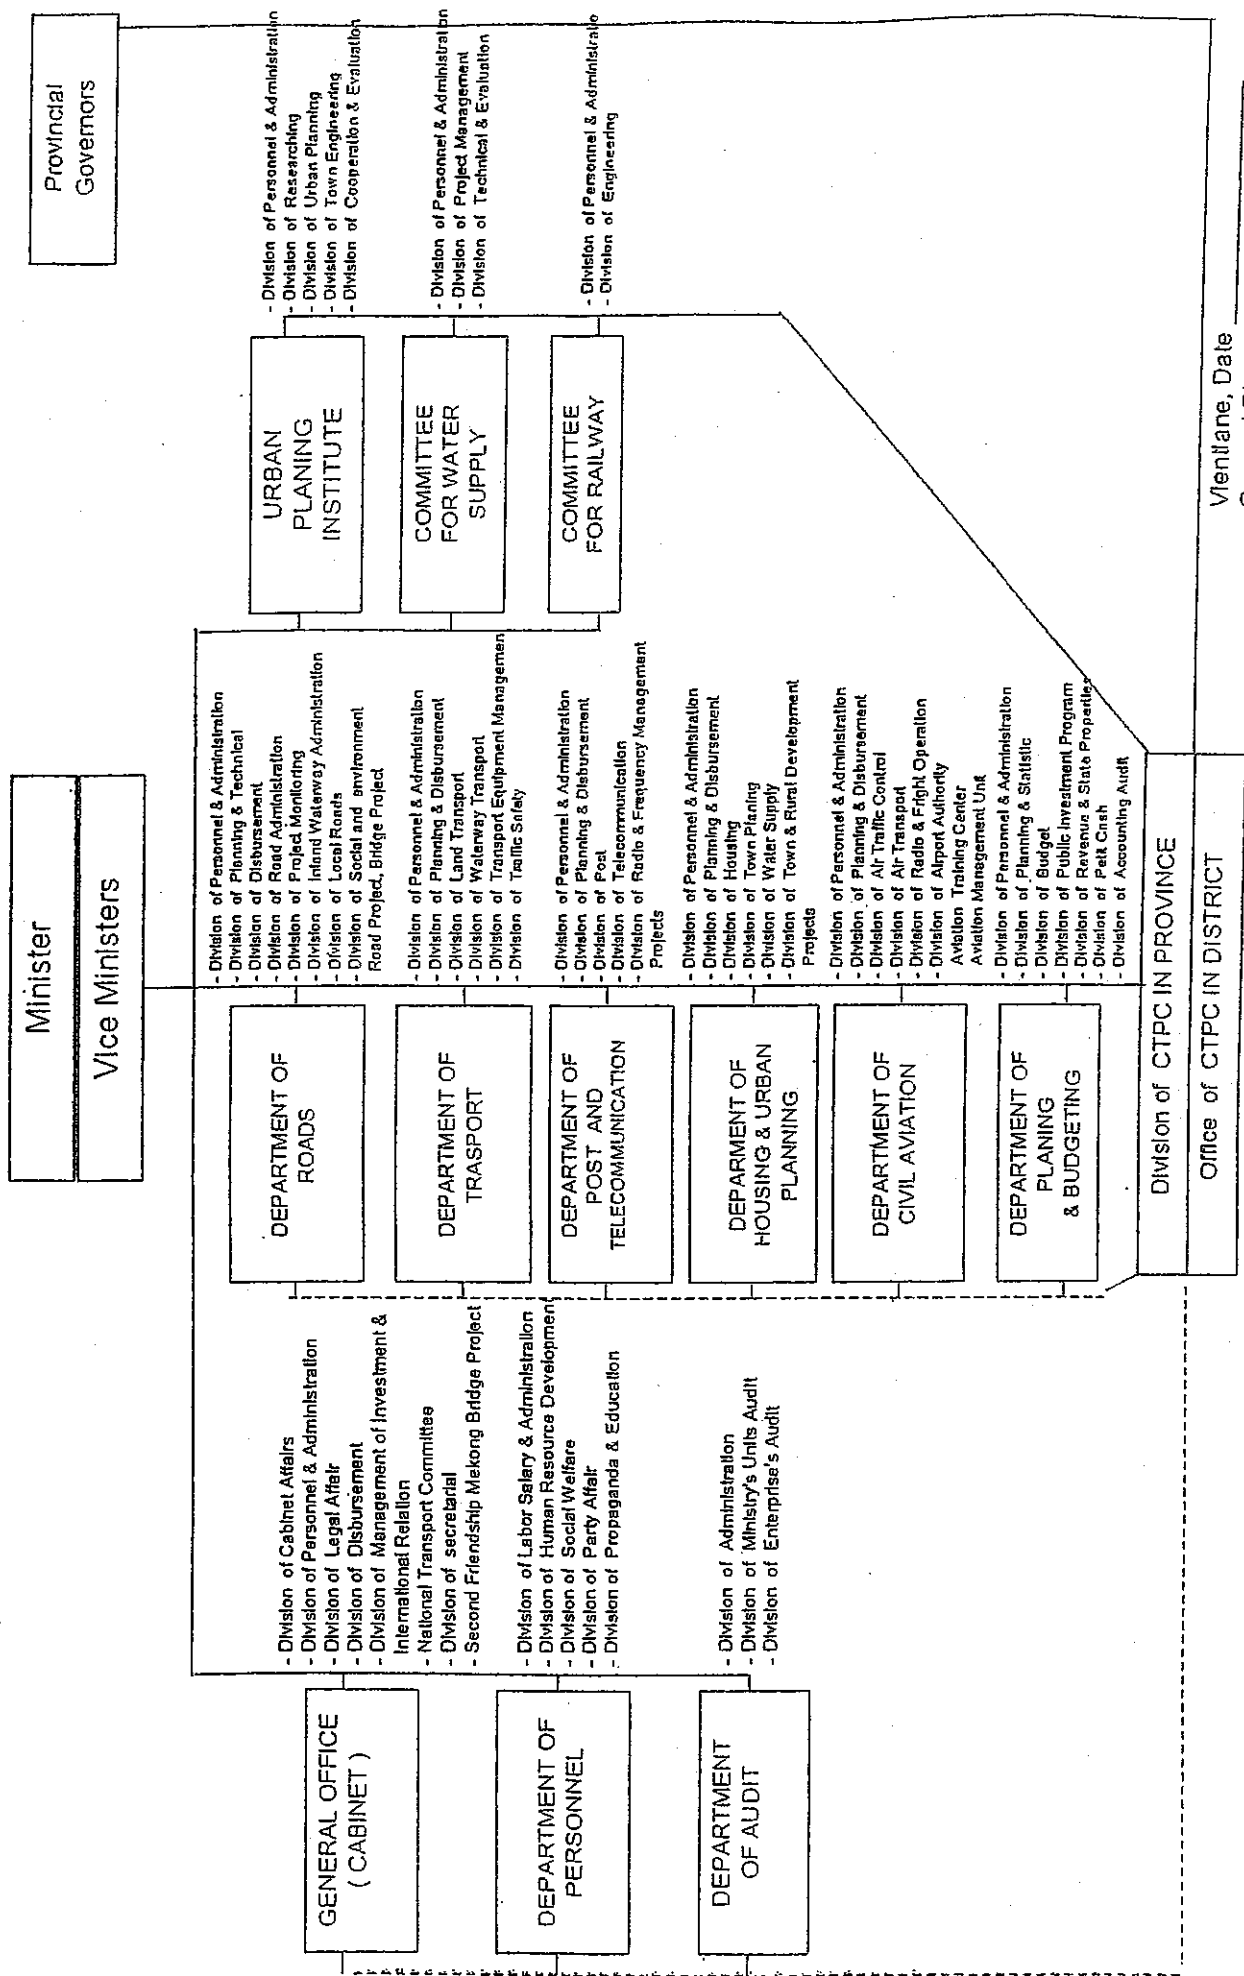 Minister
Vice Ministers
Provincial
Governors
GENERAL OFFICE
( CABINET )
- Division of Cabinet Affairs
- Division of Personnel & Administration
- Division of Legal Affair
- Division of Disbursement
- Division of Management of Investment &
International Relation
- National Transport Committee
- Division of secretarial
- Second Friendship Mekong Bridge Project
DEPARTMENT OF
PERSONNEL
- Division of Labor Salary & Administration
- Division of Human Resource Development
- Division of Social Welfare
- Division of Party Affair
- Division of Propaganda & Education
DEPARTMENT
OF AUDIT
- Division of Administration
- Division of Ministry's Units Audit
- Division of Enterprise's Audit
DEPARTMENT OF
ROADS
- Division of Personnel & Administration
- Division of Planning & Technical
- Division of Disbursement
- Division of Road Administration
- Division of Project Monitoring
- Division of Inland Waterway Administration
- Division of Local Roads
- Division of Social and environment
Road Project, Bridge Project
DEPARTMENT OF
TRASPORT
- Division of Personnel & Administration
- Division of Planning & Disbursement
- Division of Land Transport
- Division of Waterway Transport
- Division of Transport Equipment Managemen
- Division of Traffic Safety
DEPARTMENT OF
POST AND
TELECOMMUNICATION
- Division of Personnel & Administration
- Division of Planning & Disbursement
- Division of Post
- Division of Telecommunication
- Division of Radio & Frequency Management
Projects
DEPARMENT OF
HOUSING & URBAN
PLANNING
- Division of Personnel & Administration
- Division of Planning & Disbursement
- Division of Housing
- Division of Town Planing
- Division of Water Supply
- Division of Town & Rural Development
Projects
DEPARTMENT OF
CIVIL AVIATION
- Division of Personnel & Administration
- Division of Planning & Disbursement
- Division of Air Traffic Control
- Division of Air Transport
- Division of Radio & Fright Operation
- Division of Airport Authority
Aviation Training Center
Aviation Management Unit
DEPARTMENT OF
PLANING
& BUDGETING
- Division of Personnel & Administration
- Division of Planning & Statistic
- Division of Budget
- Division of Public Investment Program
- Division of Revenue & State Properties
- Division of Petit Cash
- Division of Accounting Audit
URBAN
PLANING
INSTITUTE
- Division of Personnel & Administration
- Division of Researching
- Division of Urban Planning
- Division of Town Engineering
- Division of Cooperation & Evaluation
COMMITTEE
FOR WATER
SUPPLY
- Division of Personnel & Administration
- Division of Project Management
- Division of Technical & Evaluation
COMMITTEE
FOR RAILWAY
- Division of Personnel & Administratio
- Division of Engineering
Division of CTPC IN PROVINCE
Office of CTPC IN DISTRICT
Vientiane, Date